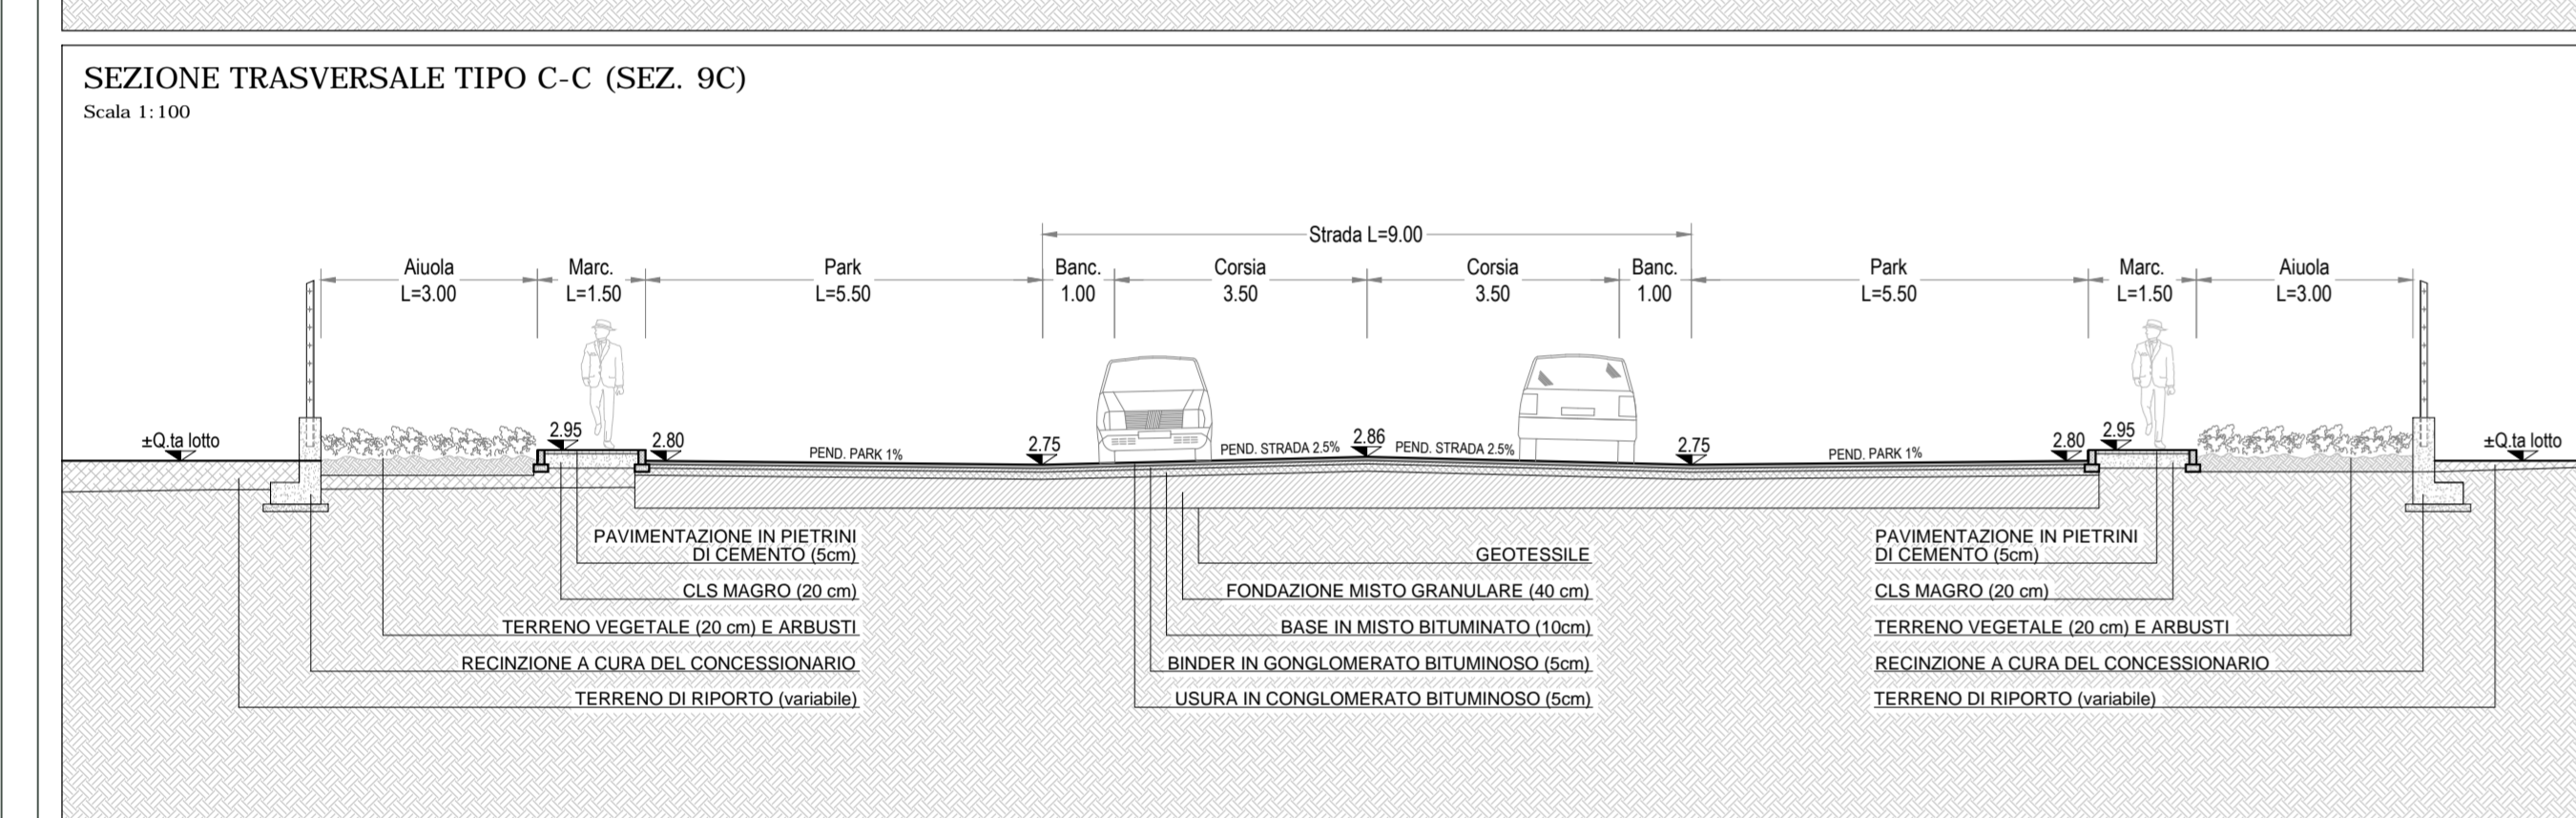 SEZIONE TRASVERSALE TIPO C-C (SEZ. 9C)
Scala 1:100
Strada L=9.00
Aiuola Marc. Park Banc. Corsia Corsia Banc. Park Marc. Aiuola
L=3.00 L=1.50 L=5.50 1.00 3.50 3.50 1.00 L=5.50 L=1.50 L=3.00
±Q.ta lotto 2.95 2.80 PEND. PARK 1% 2.75 PEND. STRADA 2.5% 2.86 PEND. STRADA 2.5% 2.75 PEND. PARK 1% 2.80 2.95 ±Q.ta lotto
PAVIMENTAZIONE IN PIETRINI
DI CEMENTO (5cm)
CLS MAGRO (20 cm)
TERRENO VEGETALE (20 cm) E ARBUSTI
RECINZIONE A CURA DEL CONCESSIONARIO
TERRENO DI RIPORTO (variabile)
GEOTESSILE
FONDAZIONE MISTO GRANULARE (40 cm)
BASE IN MISTO BITUMINATO (10cm)
BINDER IN GONGLOMERATO BITUMINOSO (5cm)
USURA IN CONGLOMERATO BITUMINOSO (5cm)
PAVIMENTAZIONE IN PIETRINI
DI CEMENTO (5cm)
CLS MAGRO (20 cm)
TERRENO VEGETALE (20 cm) E ARBUSTI
RECINZIONE A CURA DEL CONCESSIONARIO
TERRENO DI RIPORTO (variabile)